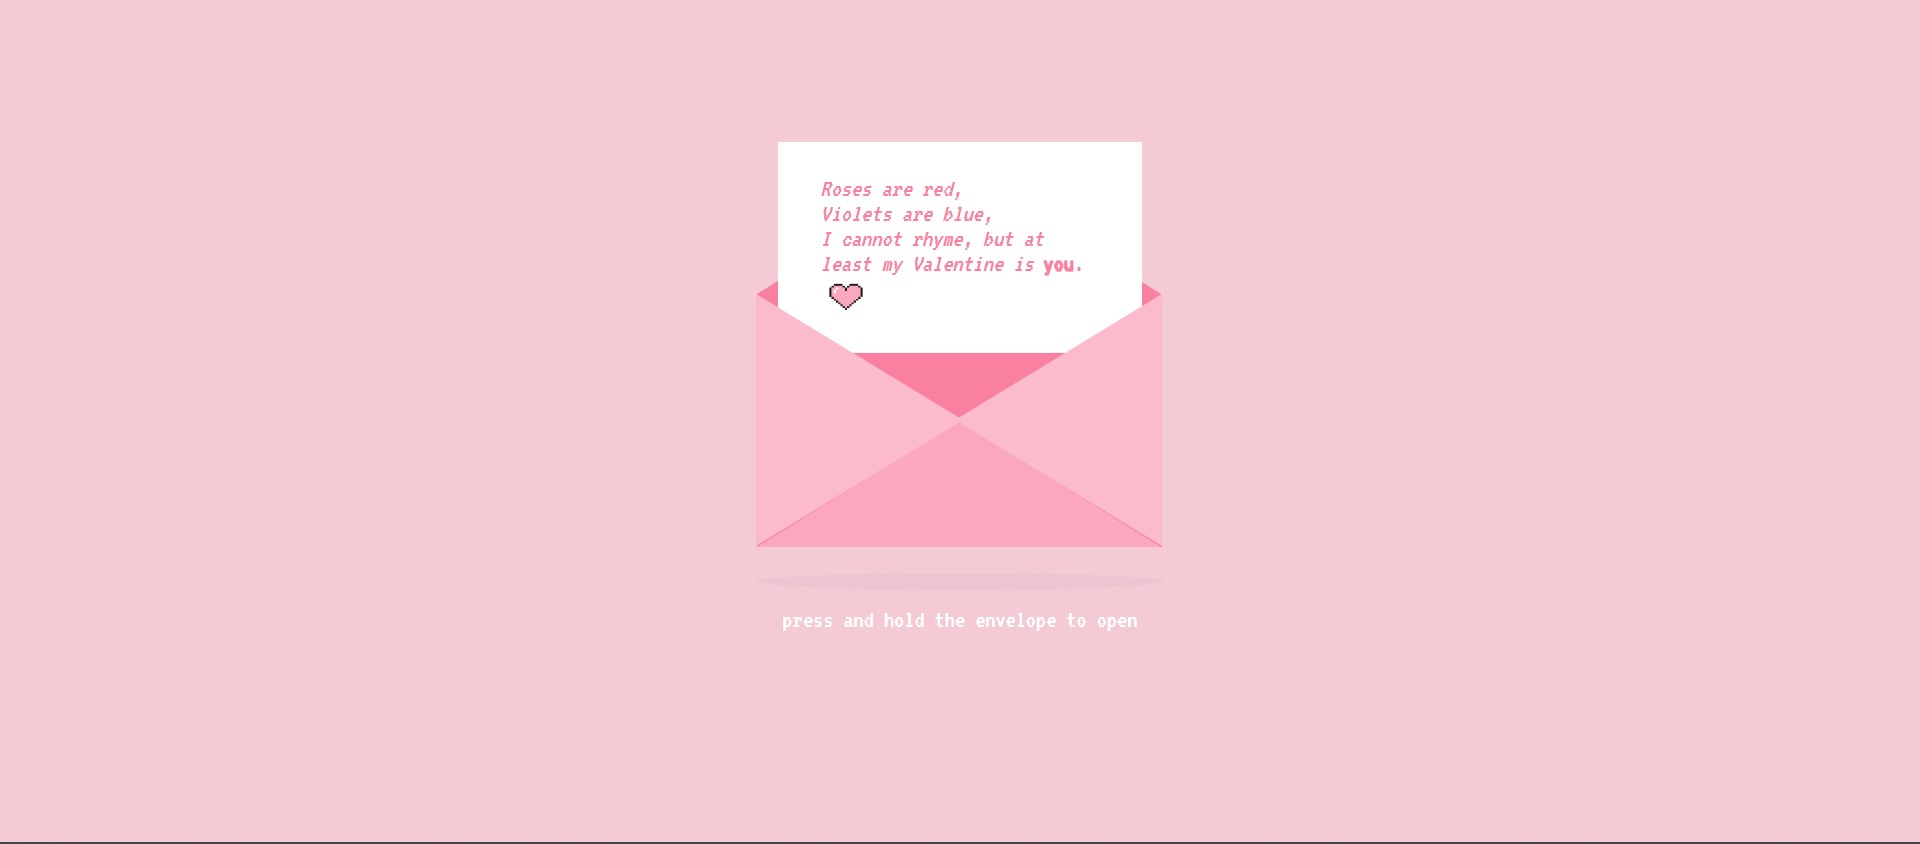 Roses are red,
Violets are blue,
I cannot rhyme, but at
least my Valentine is you.
press and hold the envelope to open